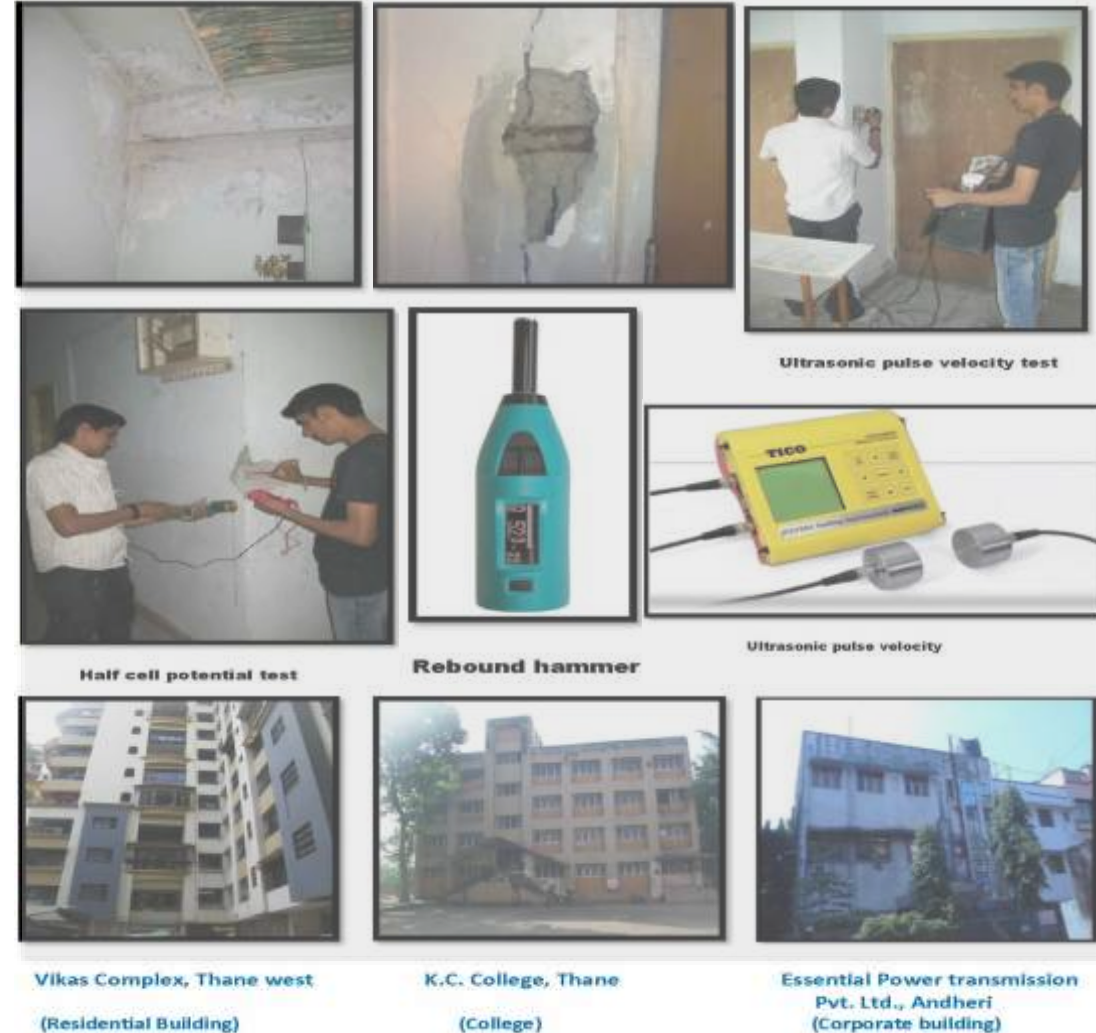 Ultrasonic pulse velocity test
TICO
Ultrasonic pulse velocity
Half cell potential test
Rebound hammer
Vikas Complex, Thane west
(Residential Building)
K.C. College, Thane
(College)
Essential Power transmission
Pvt. Ltd., Andheri
(Corporate building)